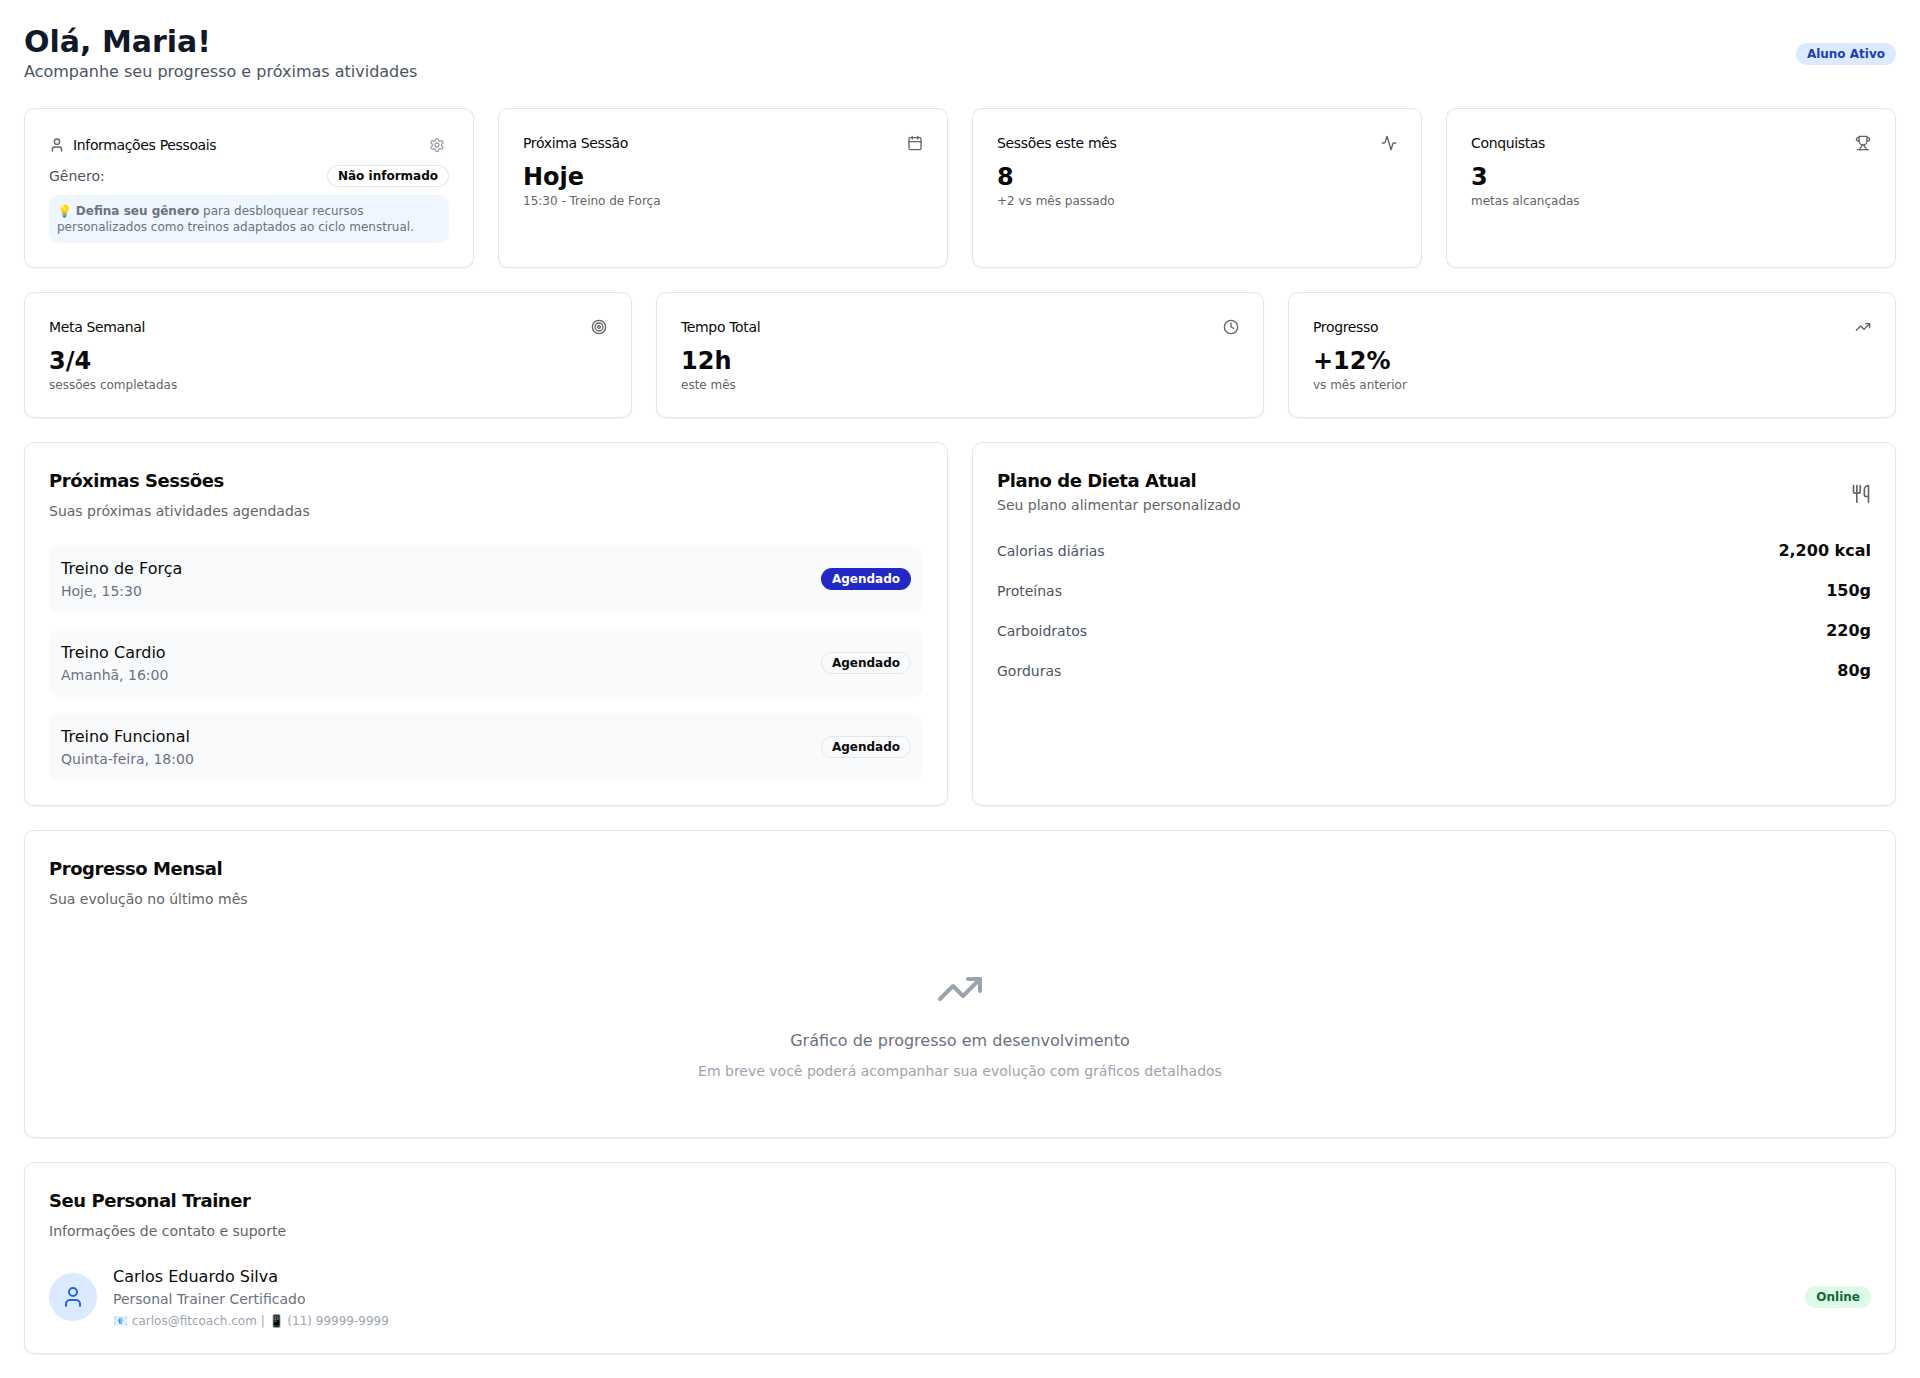 Olá, Maria!
Acompanhe seu progresso e próximas atividades
Aluno Ativo
Informações Pessoais
Gênero:
Não informado
💡 Defina seu gênero para desbloquear recursos
personalizados como treinos adaptados ao ciclo menstrual.
Próxima Sessão
Hoje
15:30 - Treino de Força
Sessões este mês
8
+2 vs mês passado
Conquistas
3
metas alcançadas
Meta Semanal
3/4
sessões completadas
Tempo Total
12h
este mês
Progresso
+12%
vs mês anterior
Próximas Sessões
Suas próximas atividades agendadas
Treino de Força
Hoje, 15:30
Agendado
Treino Cardio
Amanhã, 16:00
Agendado
Treino Funcional
Quinta-feira, 18:00
Agendado
Plano de Dieta Atual
Seu plano alimentar personalizado
Calorias diárias
2,200 kcal
Proteínas
150g
Carboidratos
220g
Gorduras
80g
Progresso Mensal
Sua evolução no último mês
Gráfico de progresso em desenvolvimento
Em breve você poderá acompanhar sua evolução com gráficos detalhados
Seu Personal Trainer
Informações de contato e suporte
Carlos Eduardo Silva
Personal Trainer Certificado
📧 carlos@fitcoach.com | 📱 (11) 99999-9999
Online